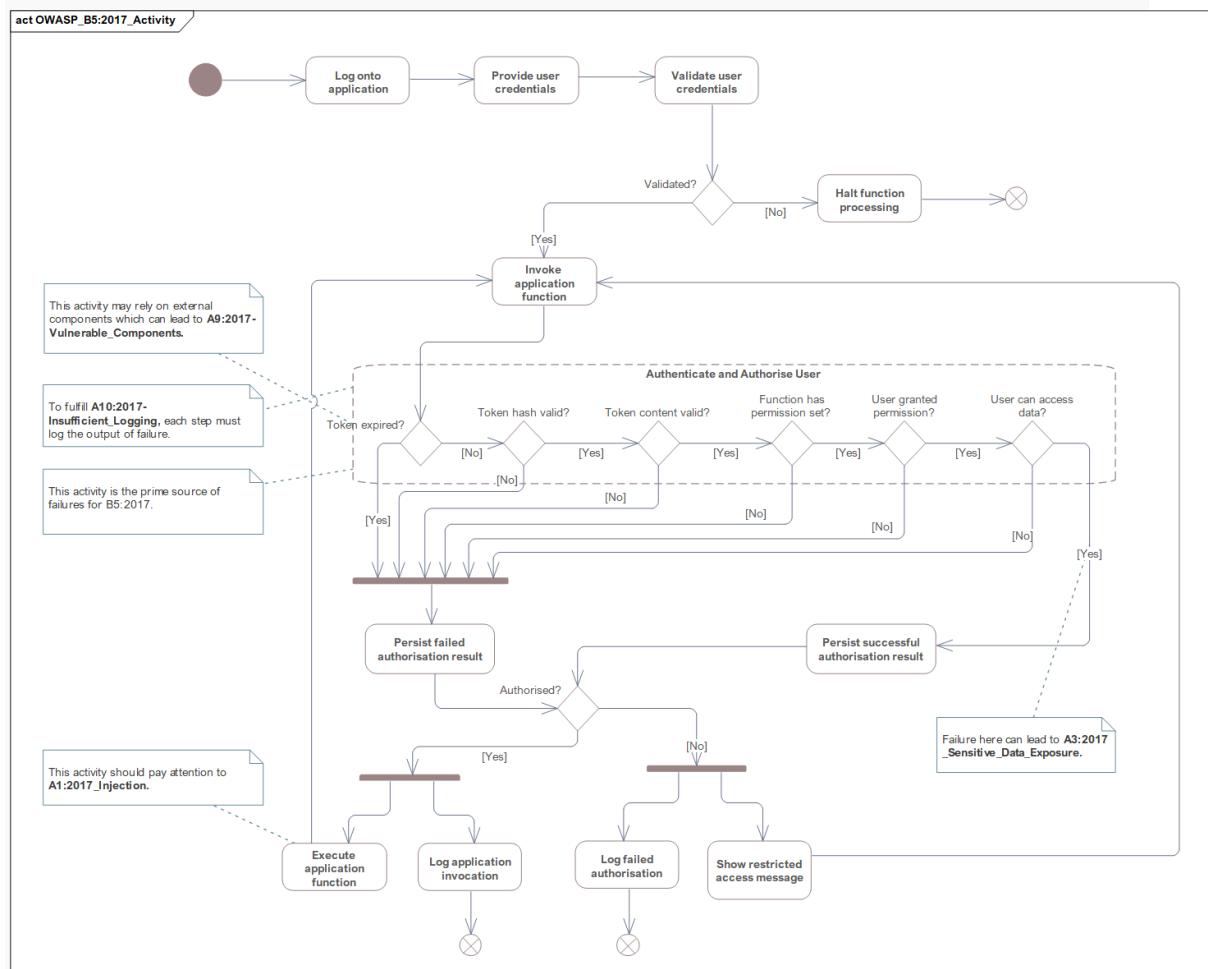 act OWASP_B5:2017_Activity
Log onto
application
Provide user
credentials
Validate user
credentials
Validated?
[No]
Halt function
processing
[Yes]
Invoke
application
function
This activity may rely on external
components which can lead to A9:2017-
Vulnerable_Components.
To fulfill A10:2017-
Insufficient_Logging, each step must
log the output of failure.
This activity is the prime source of
failures for B5:2017.
Authenticate and Authorise User
Token expired?
Token hash valid?
Token content valid?
Function has
permission set?
User granted
permission?
User can access
data?
[No]
[Yes]
[Yes]
[Yes]
[Yes]
[Yes]
[No]
[No]
[No]
[No]
[No]
[Yes]
Persist failed
authorisation result
Persist successful
authorisation result
Authorised?
[Yes]
[No]
Failure here can lead to A3:2017
_Sensitive_Data_Exposure.
This activity should pay attention to
A1:2017_Injection.
Execute
application
function
Log application
invocation
Log failed
authorisation
Show restricted
access message